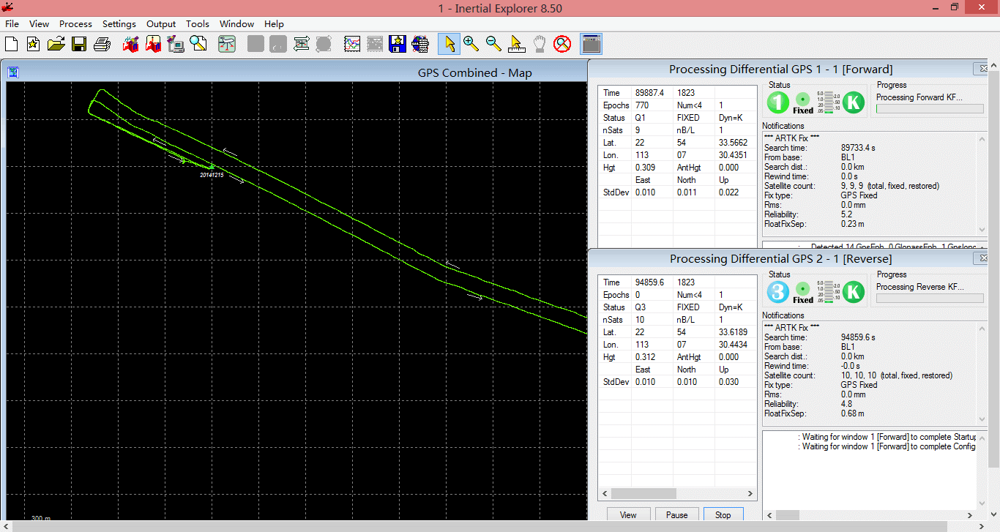 1 - Inertial Explorer 8.50
File View Process Settings Output Tools Window Help
GPS Combined - Map
20141215
300 m
Processing Differential GPS 1 - 1 [Forward]
Time 89887.4 1823
Epochs 770 Num<4 1
Status Q1 FIXED Dyn=K
nSats 9 nB/L 1
Lat. 22 54 33.5662
Lon. 113 07 30.4351
Hgt 0.309 AntHgt 0.000
East North Up
StdDev 0.010 0.011 0.022
Status
1
Fixed
5.0 2.0
1.0 .50
.20 .10
.05
K
Progress
Processing Forward KF...
Notifications
*** ARTK Fix ***
Search time: 89733.4 s
From base: BL1
Search dist.: 0.0 km
Rewind time: 0.0 s
Satellite count: 9, 9, 9 (total, fixed, restored)
Fix type: GPS Fixed
Rms: 0.0 mm
Reliability: 5.2
FloatFixSep: 0.23 m
: Detected 14 GpsEph, 0 GlonassEph, 1 GpsIono
Processing Differential GPS 2 - 1 [Reverse]
Time 94859.6 1823
Epochs 0 Num<4 1
Status Q3 FIXED Dyn=K
nSats 10 nB/L 1
Lat. 22 54 33.6189
Lon. 113 07 30.4434
Hgt 0.312 AntHgt 0.000
East North Up
StdDev 0.010 0.010 0.030
View Pause Stop
Status
3
Fixed
5.0 2.0
1.0 .50
.20 .10
.05
K
Progress
Processing Reverse KF...
Notifications
*** ARTK Fix ***
Search time: 94859.6 s
From base: BL1
Search dist.: 0.0 km
Rewind time: -0.0 s
Satellite count: 10, 10, 10 (total, fixed, restored)
Fix type: GPS Fixed
Rms: 0.0 mm
Reliability: 4.8
FloatFixSep: 0.68 m
: Waiting for window 1 [Forward] to complete Startup
: Waiting for window 1 [Forward] to complete Config